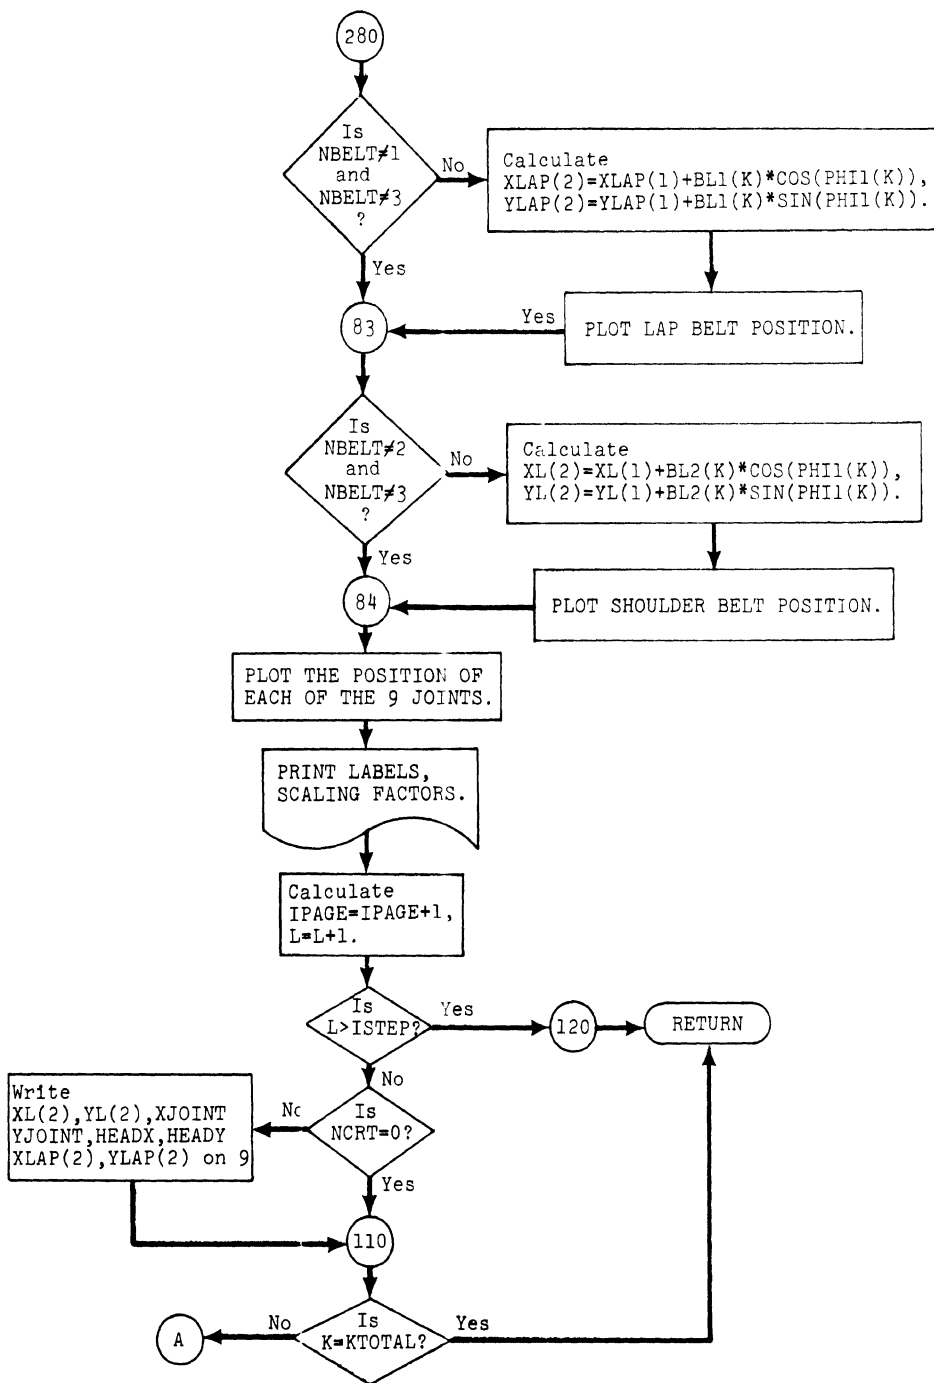 280
Is
NBELT≠1
and
NBELT≠3
?
No
Calculate
XLAP(2)=XLAP(1)+BL1(K)*COS(PHI1(K)),
YLAP(2)=YLAP(1)+BL1(K)*SIN(PHI1(K)).
Yes
83
Yes
PLOT LAP BELT POSITION.
Is
NBELT≠2
and
NBELT≠3
?
No
Calculate
XL(2)=XL(1)+BL2(K)*COS(PHI1(K)),
YL(2)=YL(1)+BL2(K)*SIN(PHI1(K)).
Yes
84
PLOT SHOULDER BELT POSITION.
PLOT THE POSITION OF
EACH OF THE 9 JOINTS.
PRINT LABELS,
SCALING FACTORS.
Calculate
IPAGE=IPAGE+1,
L=L+1.
Is
L>ISTEP?
Yes
120
RETURN
No
Write
XL(2),YL(2),XJOINT
YJOINT,HEADX,HEADY
XLAP(2),YLAP(2) on 9
No
Is
NCRT=0?
Yes
110
Is
K=KTOTAL?
No
A
Yes